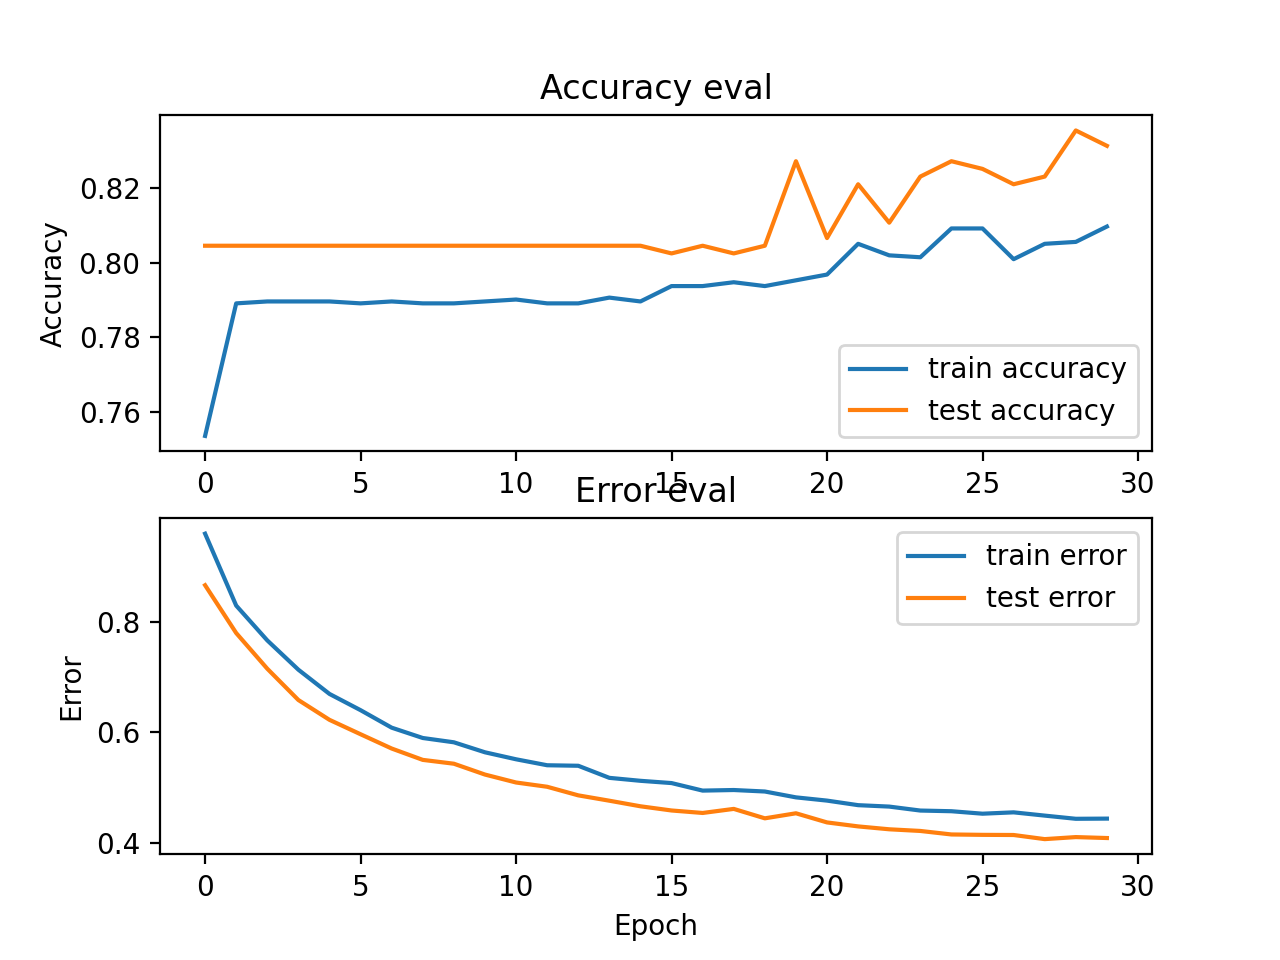 Accuracy eval
Accuracy
0.82
0.80
0.78
0.76
train accuracy
test accuracy
0 5 10 15 20 25 30
Error eval
Error
0.8
0.6
0.4
train error
test error
0 5 10 15 20 25 30
Epoch